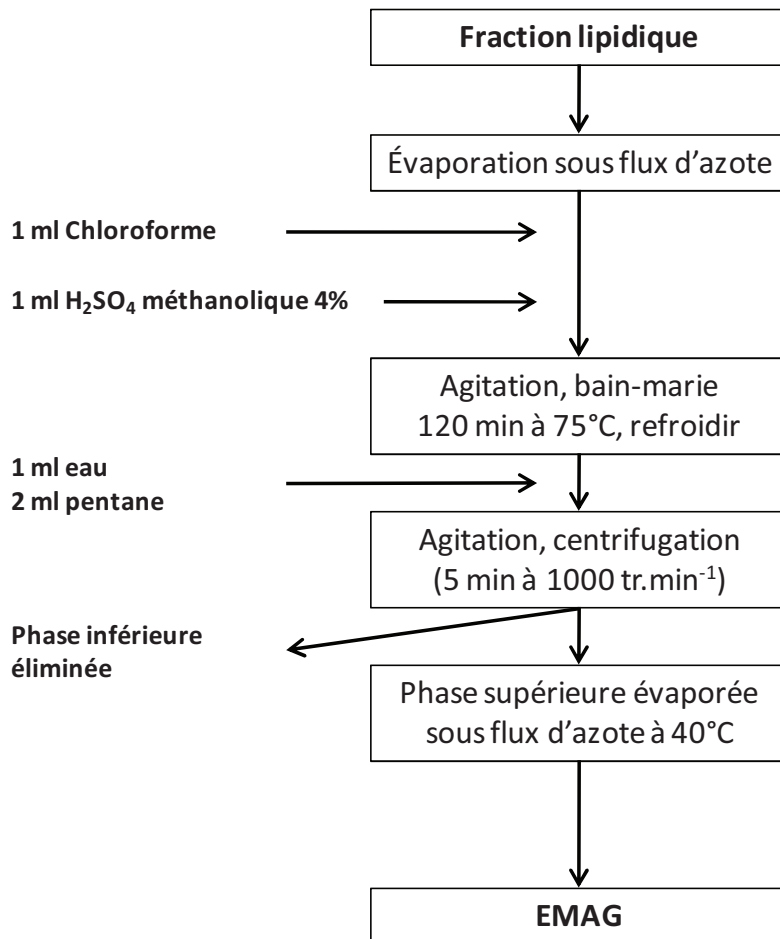 Fraction lipidique
Évaporation sous flux d’azote
1 ml Chloroforme
1 ml H₂SO₄ méthanolique 4%
Agitation, bain-marie
120 min à 75°C, refroidir
1 ml eau
2 ml pentane
Agitation, centrifugation
(5 min à 1000 tr.min⁻¹)
Phase inférieure
éliminée
Phase supérieure évaporée
sous flux d’azote à 40°C
EMAG